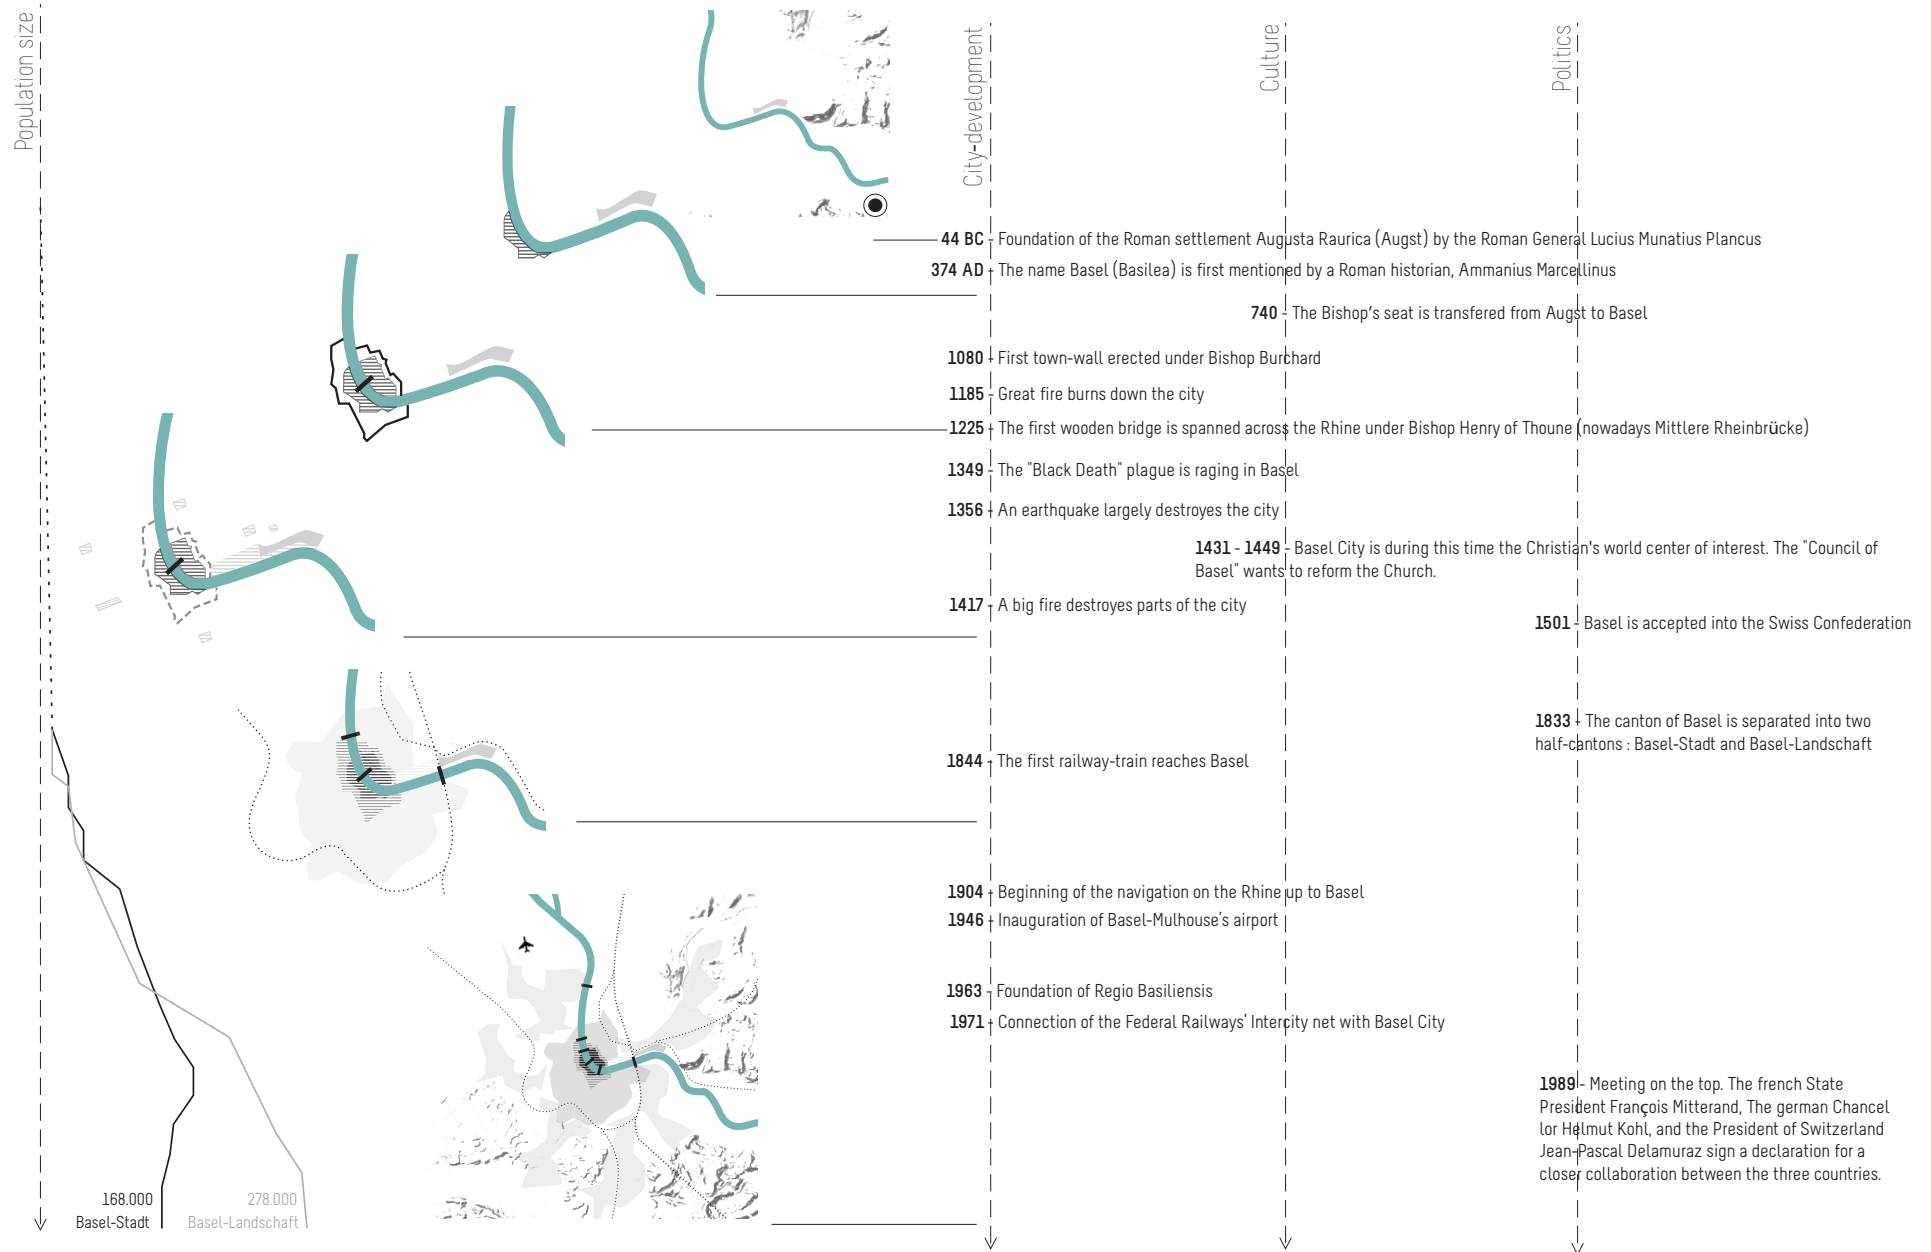 Population size
City-development
Culture
Politics
44 BC - Foundation of the Roman settlement Augusta Raurica (Augst) by the Roman General Lucius Munatius Plancus
374 AD - The name Basel (Basilea) is first mentioned by a Roman historian, Ammanius Marcellinus
740 - The Bishop's seat is transfered from Augst to Basel
1080 - First town-wall erected under Bishop Burchard
1185 - Great fire burns down the city
1225 - The first wooden bridge is spanned across the Rhine under Bishop Henry of Thoune (nowadays Mittlere Rheinbrücke)
1349 - The "Black Death" plague is raging in Basel
1356 - An earthquake largely destroyes the city
1431 - 1449 - Basel City is during this time the Christian's world center of interest. The "Council of
Basel" wants to reform the Church.
1417 - A big fire destroyes parts of the city
1501 - Basel is accepted into the Swiss Confederation
1833 - The canton of Basel is separated into two
half-cantons : Basel-Stadt and Basel-Landschaft
1844 - The first railway-train reaches Basel
1904 - Beginning of the navigation on the Rhine up to Basel
1946 - Inauguration of Basel-Mulhouse's airport
1963 - Foundation of Regio Basiliensis
1971 - Connection of the Federal Railways' Intercity net with Basel City
1989 - Meeting on the top. The french State
President François Mitterand, The german Chancel
lor Helmut Kohl, and the President of Switzerland
Jean-Pascal Delamuraz sign a declaration for a
closer collaboration between the three countries.
168.000
Basel-Stadt
278.000
Basel-Landschaft